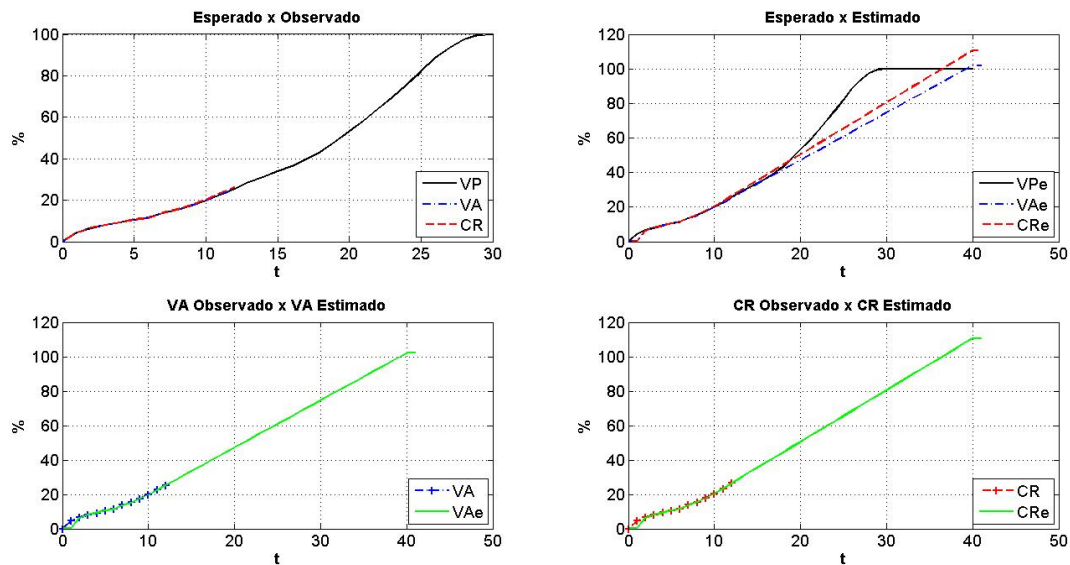 Esperado x Observado
100
80
60
40
20
0
%
0 5 10 15 20 25 30
t
VP
VA
CR
Esperado x Estimado
120
100
80
60
40
20
0
%
0 10 20 30 40 50
t
VPe
VAe
CRe
VA Observado x VA Estimado
120
100
80
60
40
20
0
%
0 10 20 30 40 50
t
VA
VAe
CR Observado x CR Estimado
120
100
80
60
40
20
0
%
0 10 20 30 40 50
t
CR
CRe